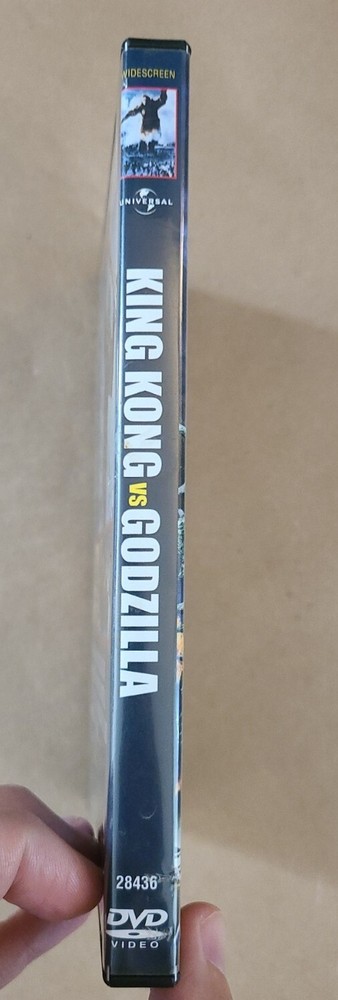 WIDESCREEN
UNIVERSAL
KING KONG VS GODZILLA
28436
DVD
VIDEO